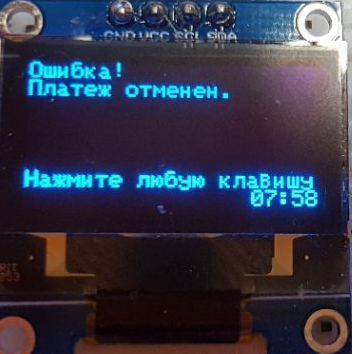 GND VCC SCL SDA
Ошибка!
Платеж отменен.
Нажмите любую клавишу
07:58